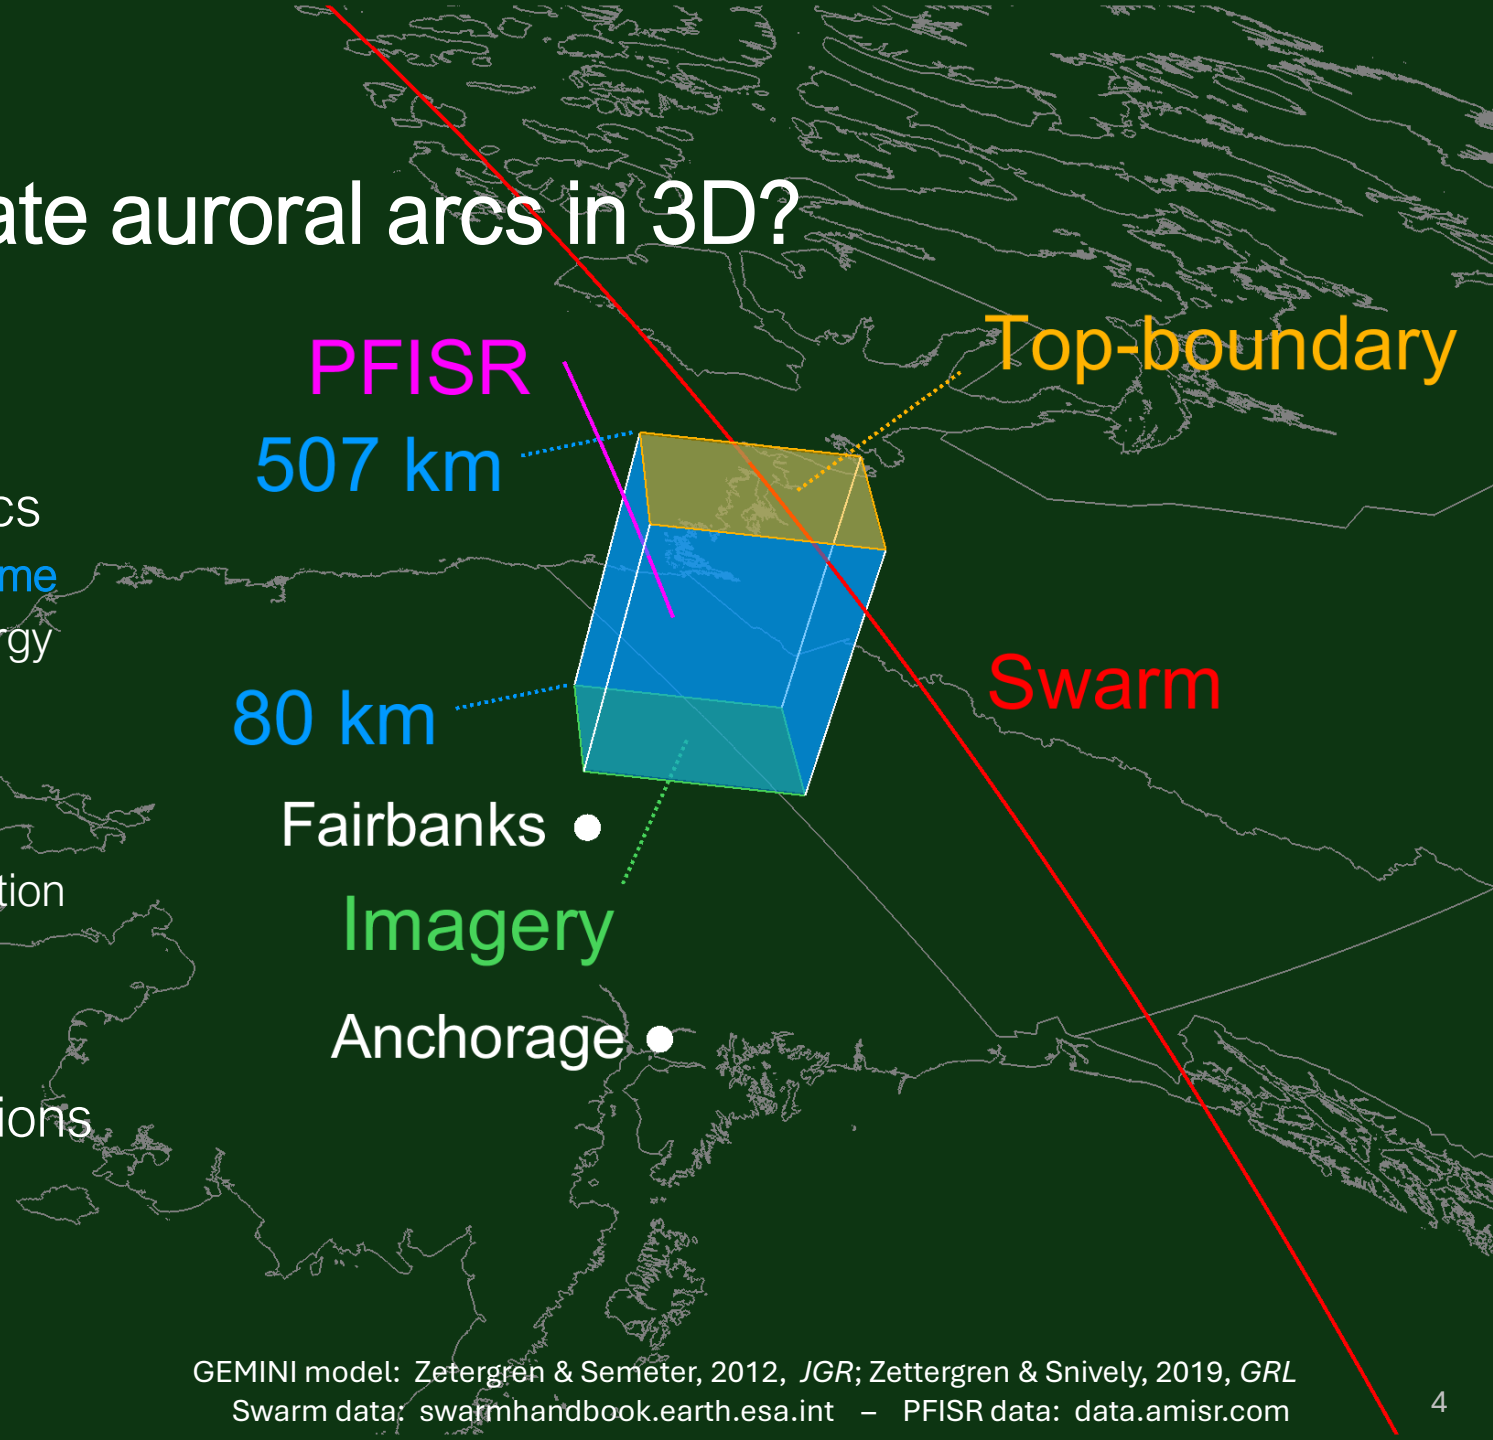 ate auroral arcs in 3D?
Top-boundary
PFISR
507 km
cs
me
rgy
Swarm
80 km
Fairbanks
tion
Imagery
Anchorage
ions
GEMINI model: Zetergren & Semeter, 2012, JGR; Zettergren & Snively, 2019, GRL
Swarm data: swarmhandbook.earth.esa.int – PFISR data: data.amisr.com
4